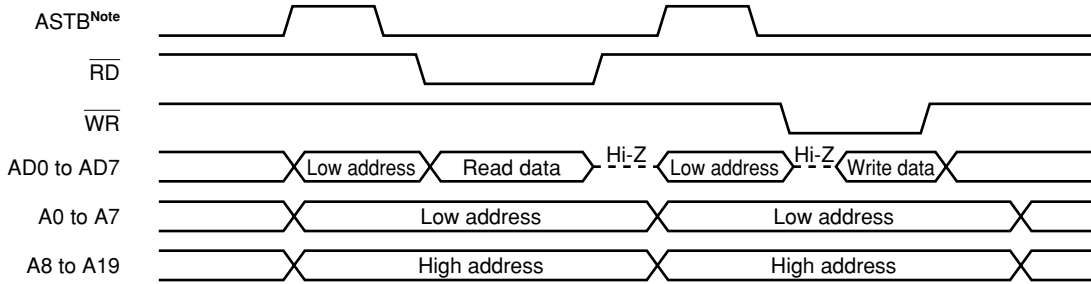 ASTBNote
RD
WR
AD0 to AD7 Low address Read data Hi-Z Low address Hi-Z Write data
A0 to A7 Low address Low address
A8 to A19 High address High address